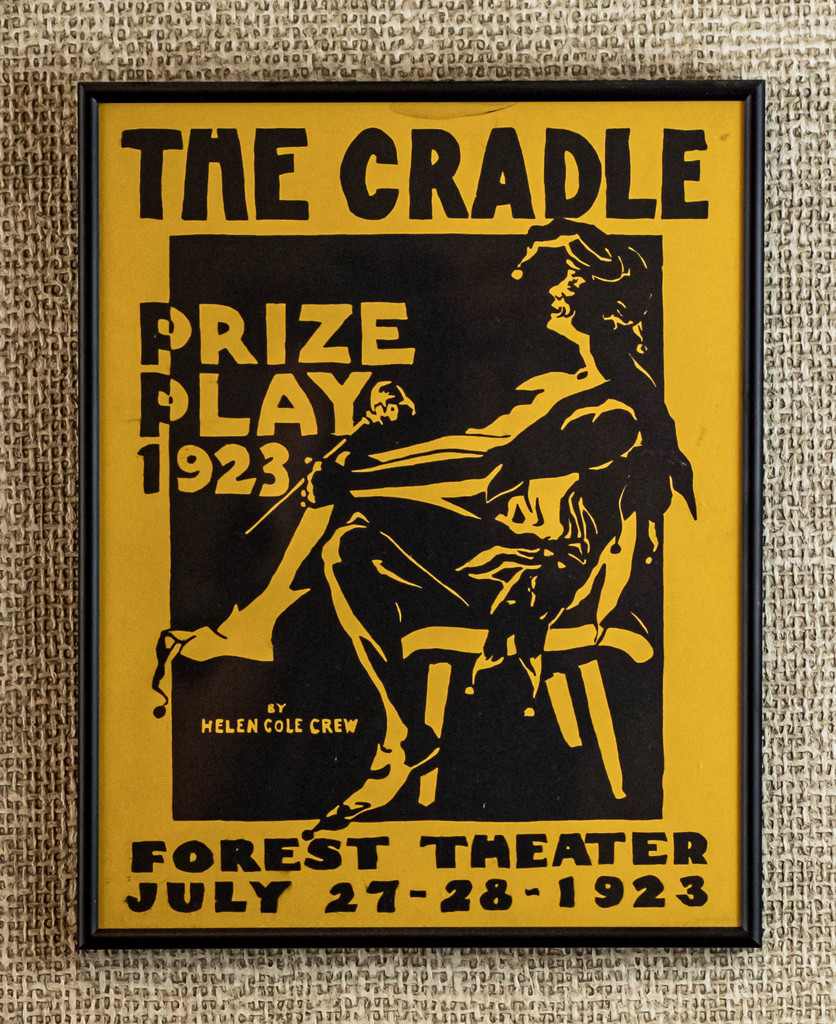 THE CRADLE
PRIZE
PLAY
1923
BY
HELEN COLE CREW
FOREST THEATER
JULY 27-28-1923